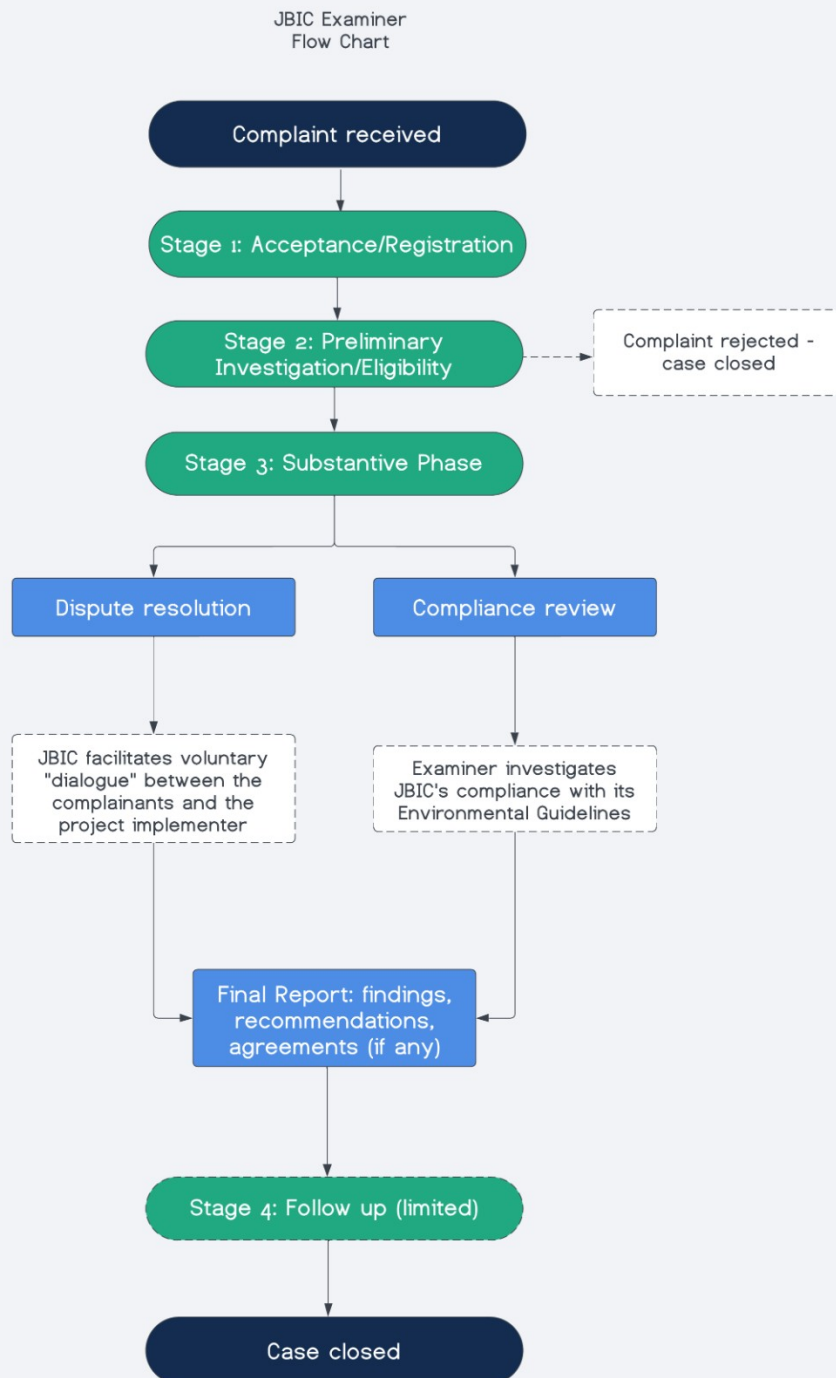 JBIC Examiner
Flow Chart
Complaint received
Stage 1: Acceptance/Registration
Stage 2: Preliminary
Investigation/Eligibility
Complaint rejected -
case closed
Stage 3: Substantive Phase
Dispute resolution
Compliance review
JBIC facilitates voluntary
"dialogue" between the
complainants and the
project implementer
Examiner investigates
JBIC's compliance with its
Environmental Guidelines
Final Report: findings,
recommendations,
agreements (if any)
Stage 4: Follow up (limited)
Case closed